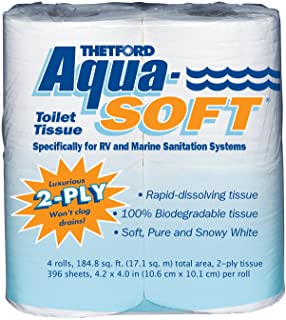 THETFORD
Aqua-
SOFT®
Toilet
Tissue
Specifically for RV and Marine Sanitation Systems
Luxurious
2-PLY
Won't clog
drains!
• Rapid-dissolving tissue
• 100% Biodegradable tissue
• Soft, Pure and Snowy White
4 rolls, 184.8 sq. ft. (17.1 sq. m) total area, 2-ply tissue
396 sheets, 4.2 x 4.0 in (10.6 cm x 10.1 cm) per roll